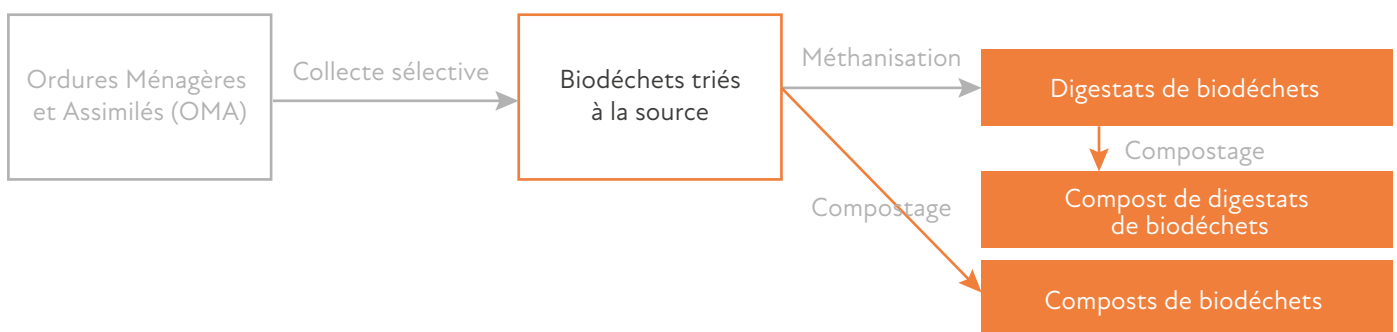 Ordures Ménagères
et Assimilés (OMA)
Collecte sélective
Biodéchets triés
à la source
Méthanisation
Digestats de biodéchets
Compostage
Compost de digestats
de biodéchets
Compostage
Composts de biodéchets